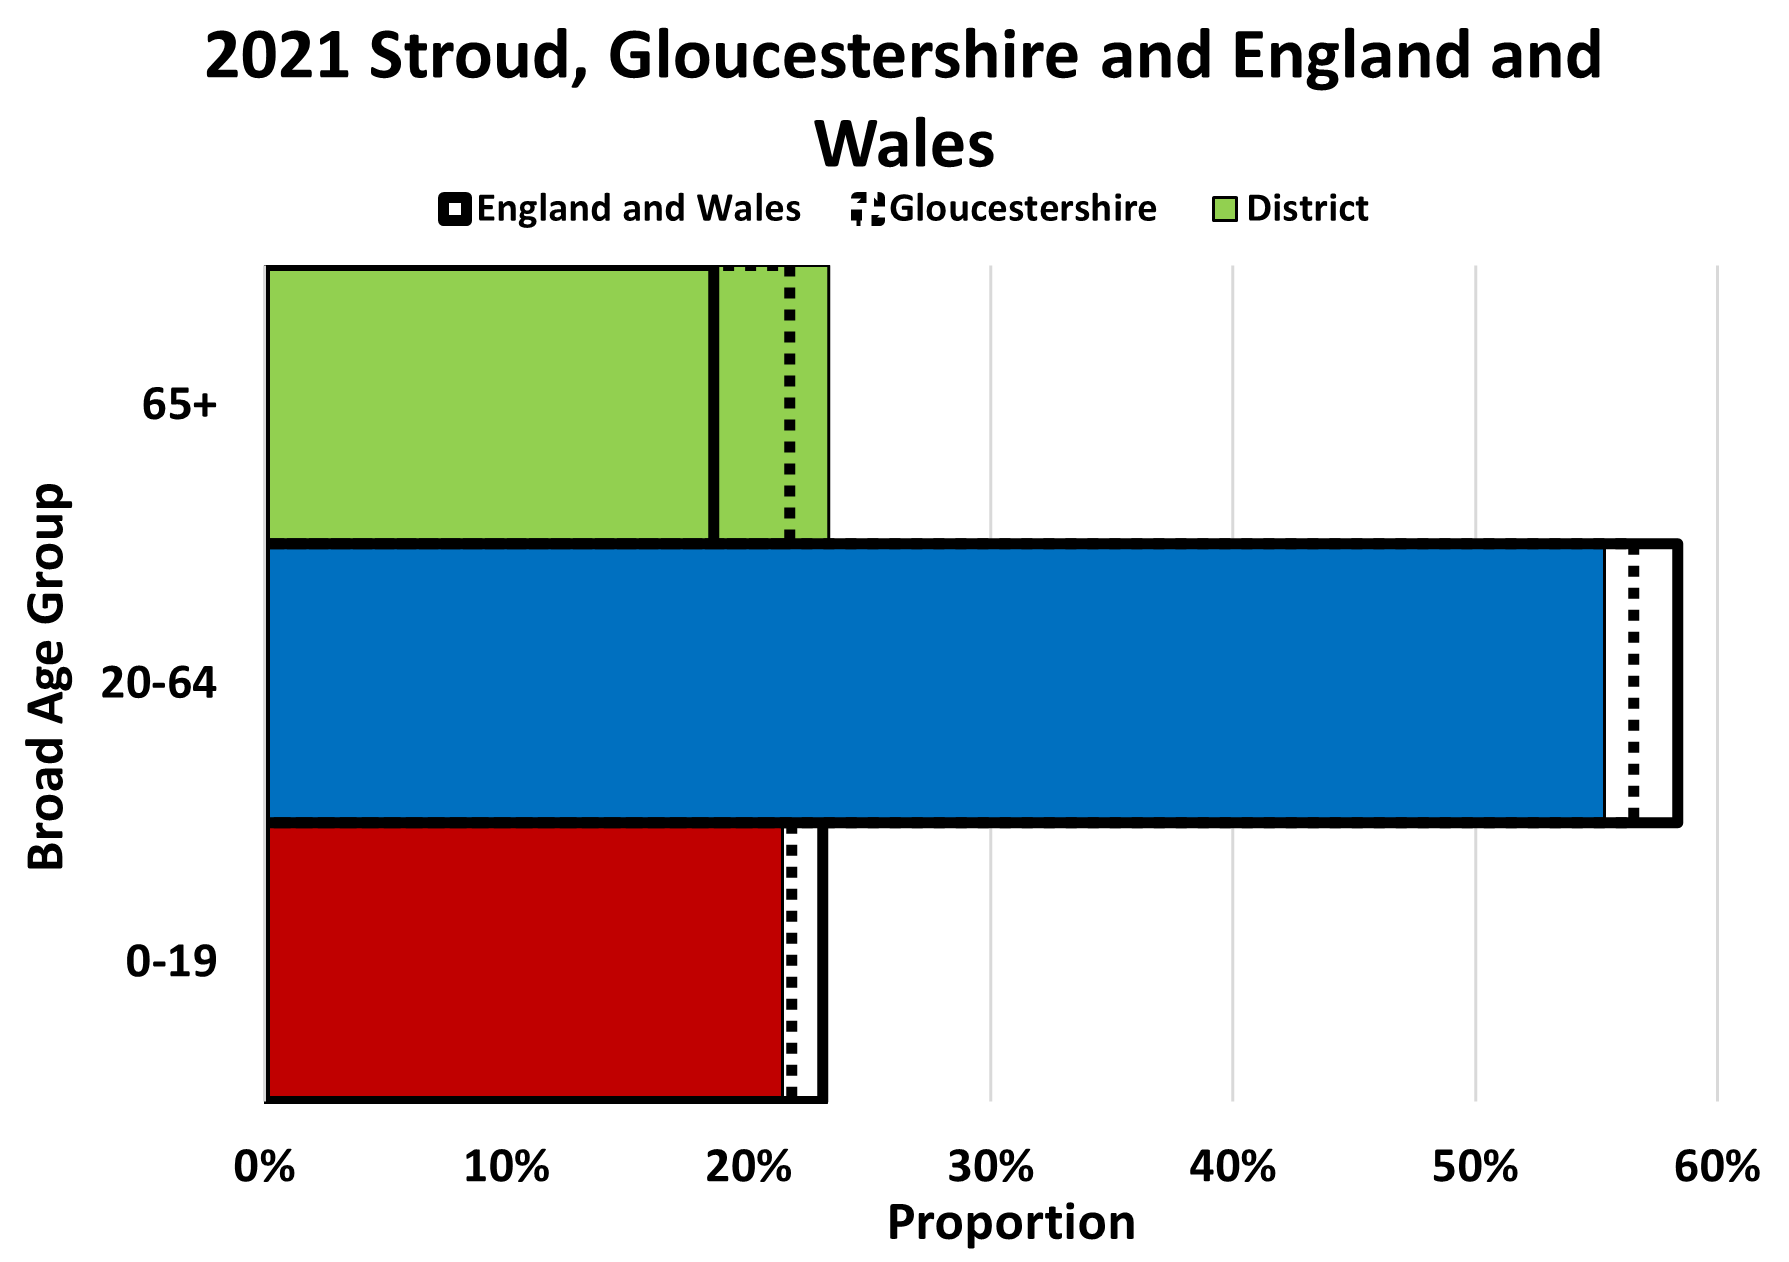 2021 Stroud, Gloucestershire and England and
Wales
England and Wales Gloucestershire District
65+
20-64
0-19
Broad Age Group
0% 10% 20% 30% 40% 50% 60%
Proportion